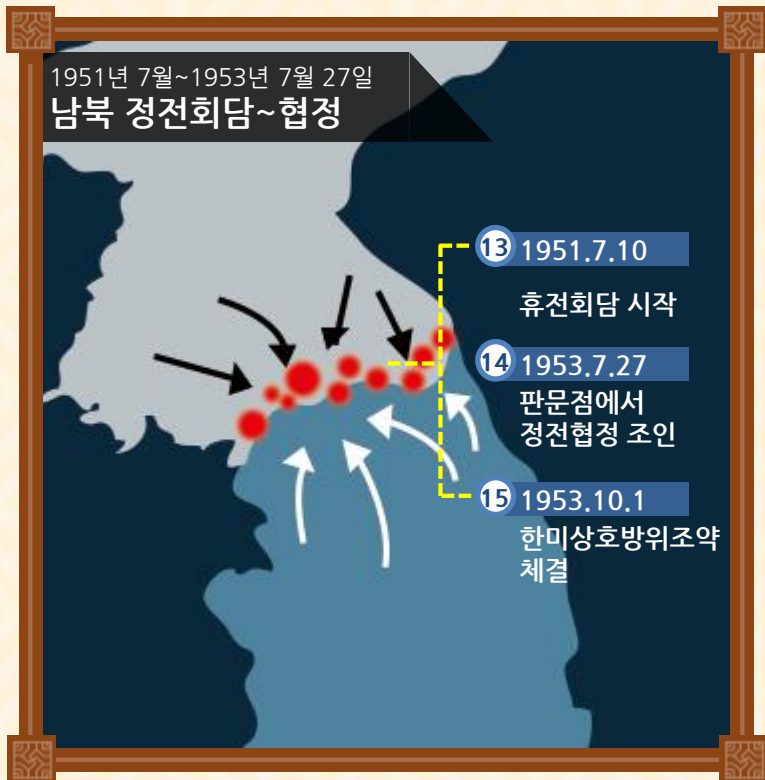 1951년 7월~1953년 7월 27일
남북 정전회담~협정
13 1951.7.10
휴전회담 시작
14 1953.7.27
판문점에서
정전협정 조인
15 1953.10.1
한미상호방위조약
체결